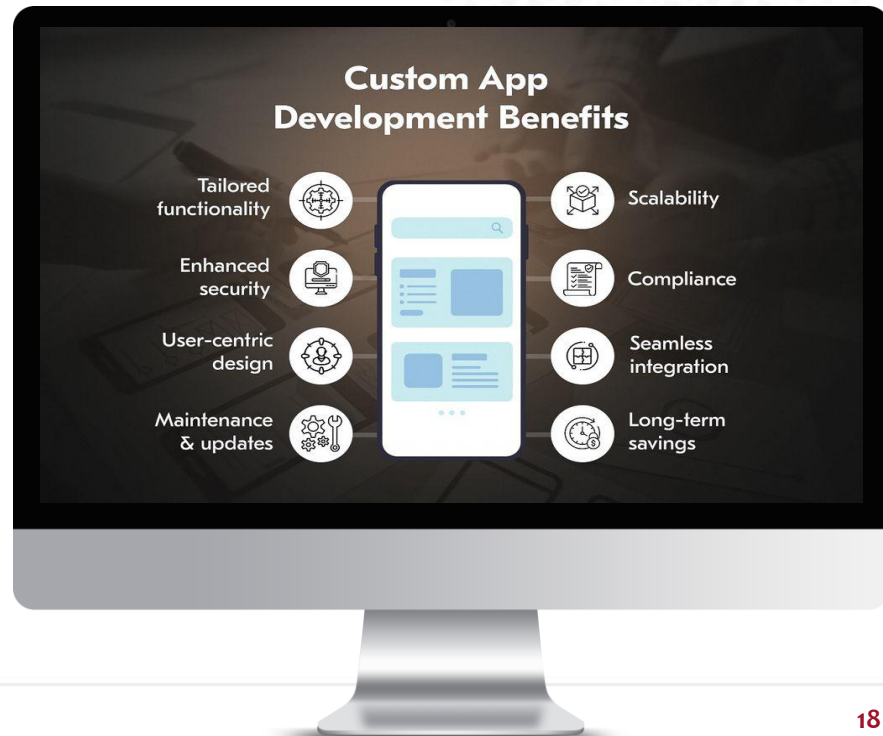 Custom App
Development Benefits
Tailored
functionality
Enhanced
security
User-centric
design
Maintenance
& updates
Scalability
Compliance
Seamless
integration
Long-term
savings
18